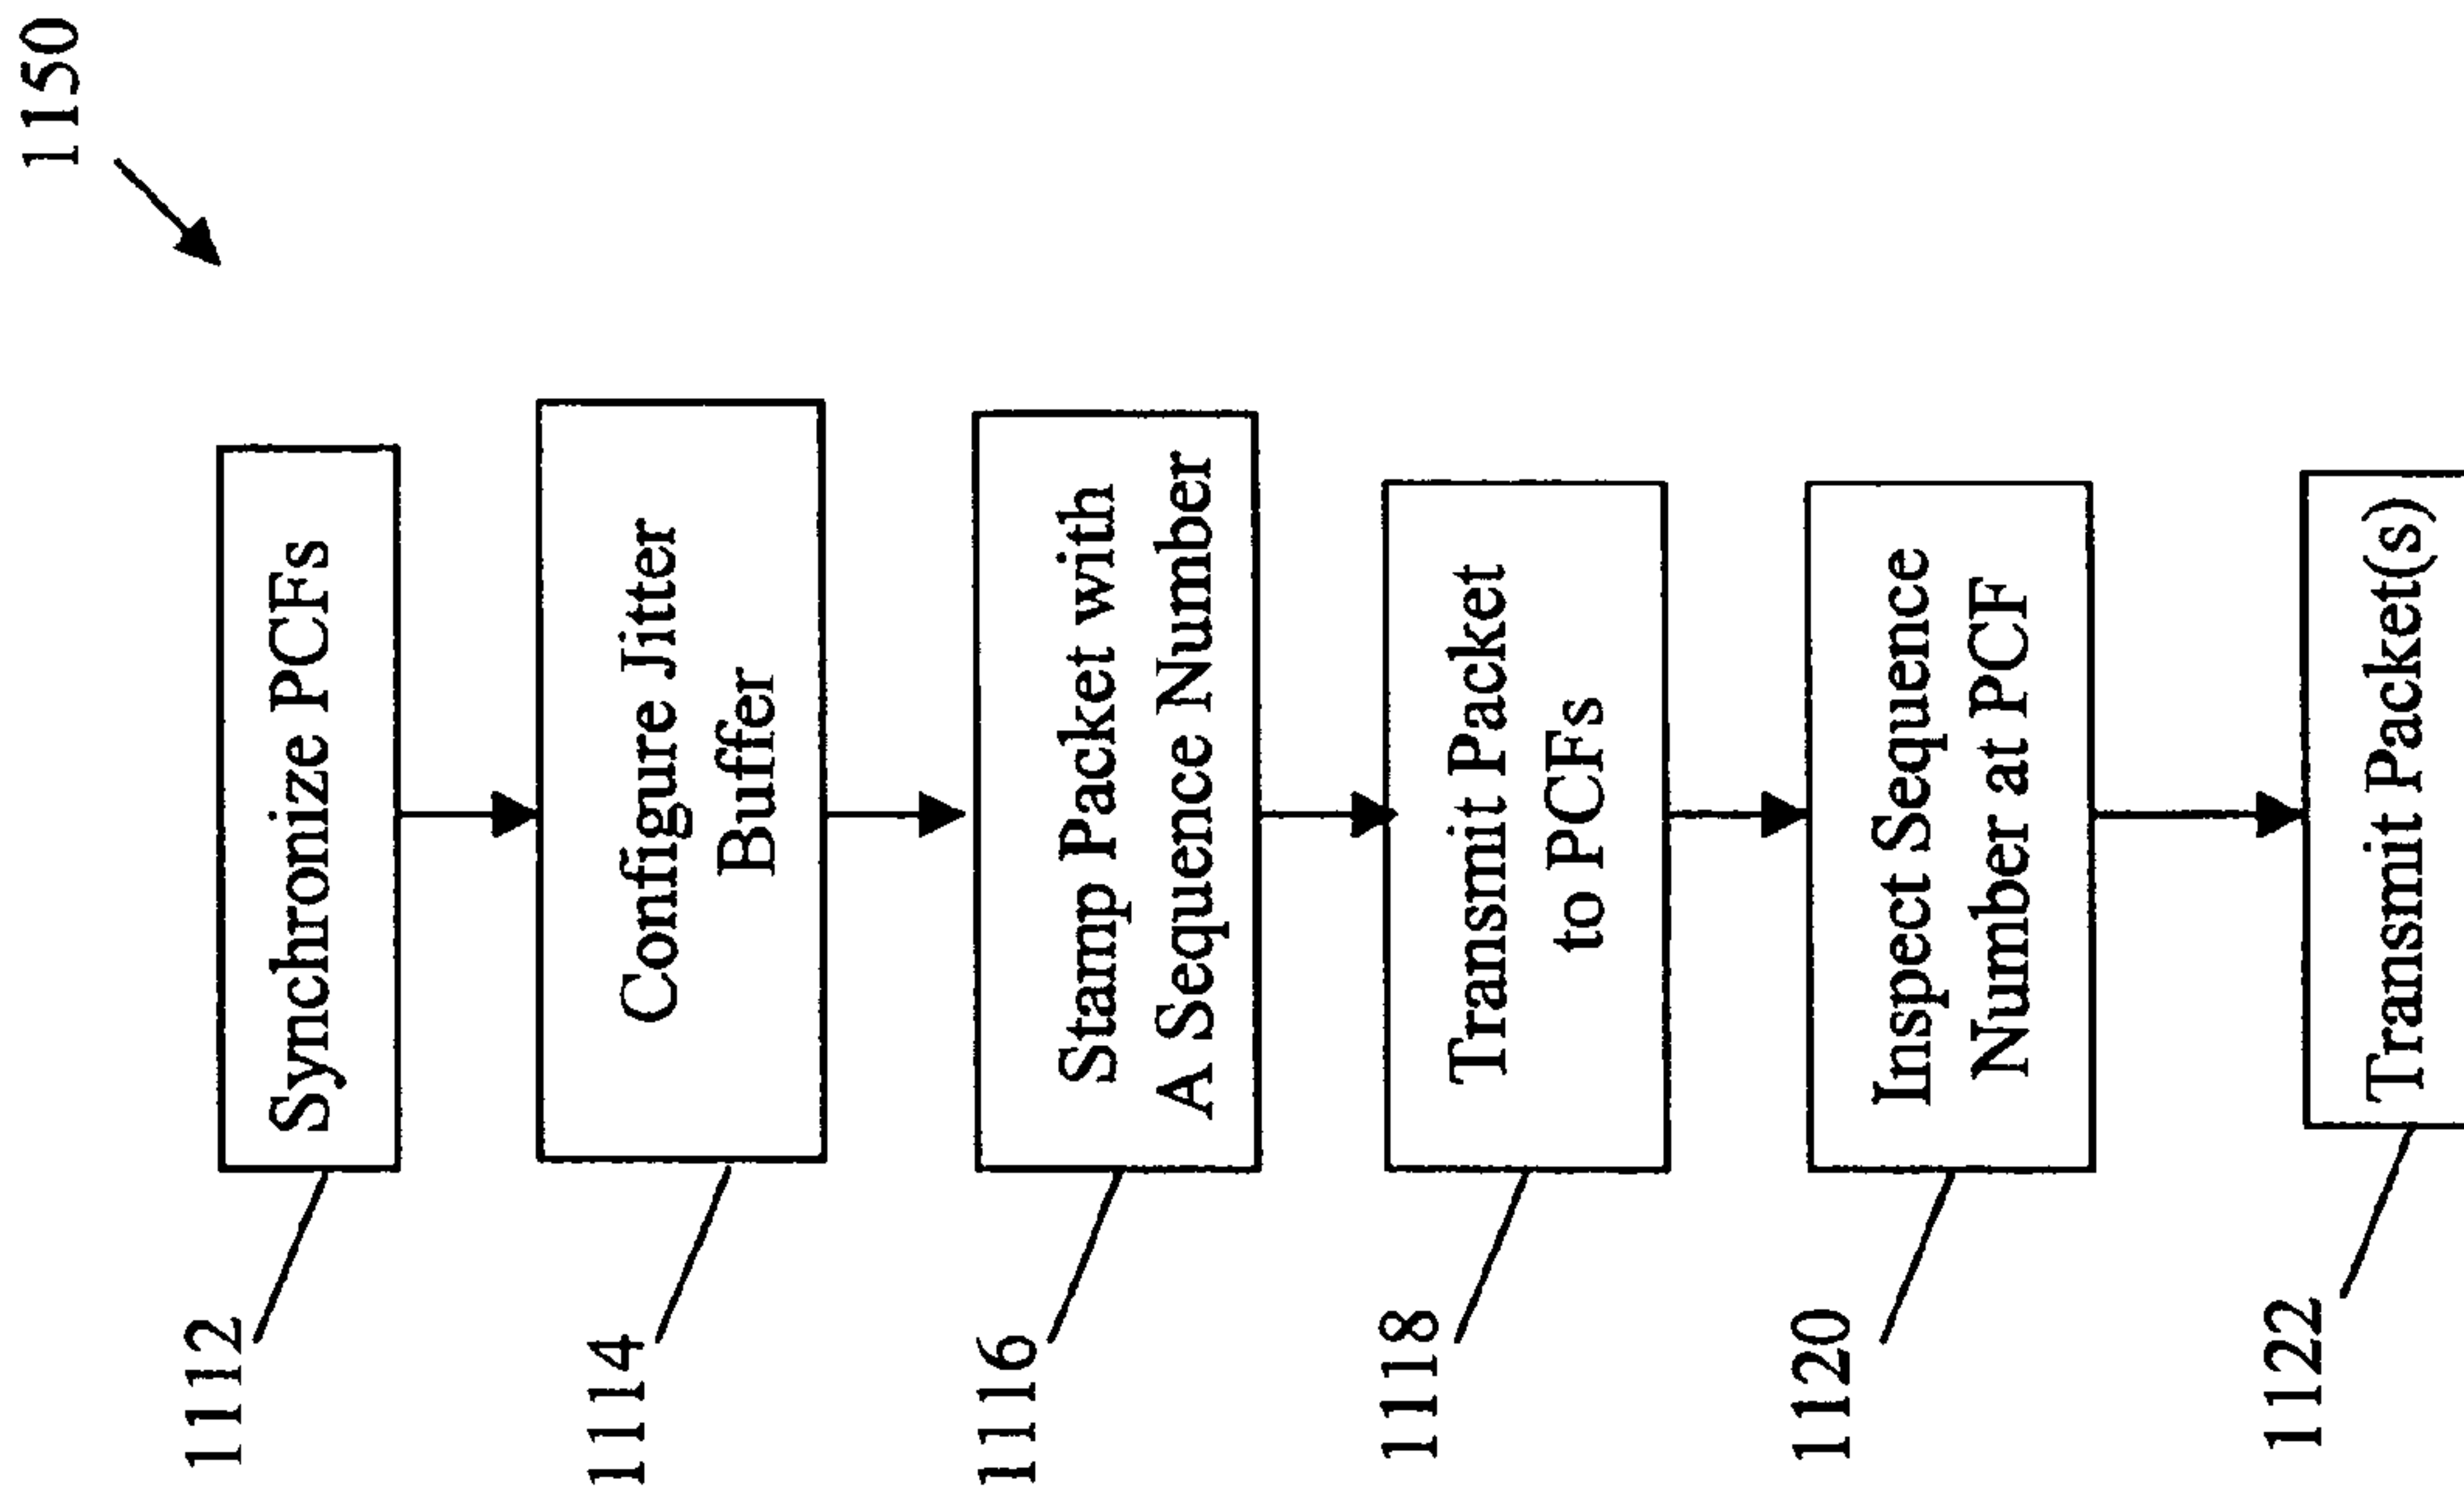 1150
1112
Synchronize PCFs
1114
Configure Jitter
Buffer
1116
Stamp Packet with
A Sequence Number
1118
Transmit Packet
to PCFs
1120
Inspect Sequence
Number at PCF
1122
Transmit Packet(s)